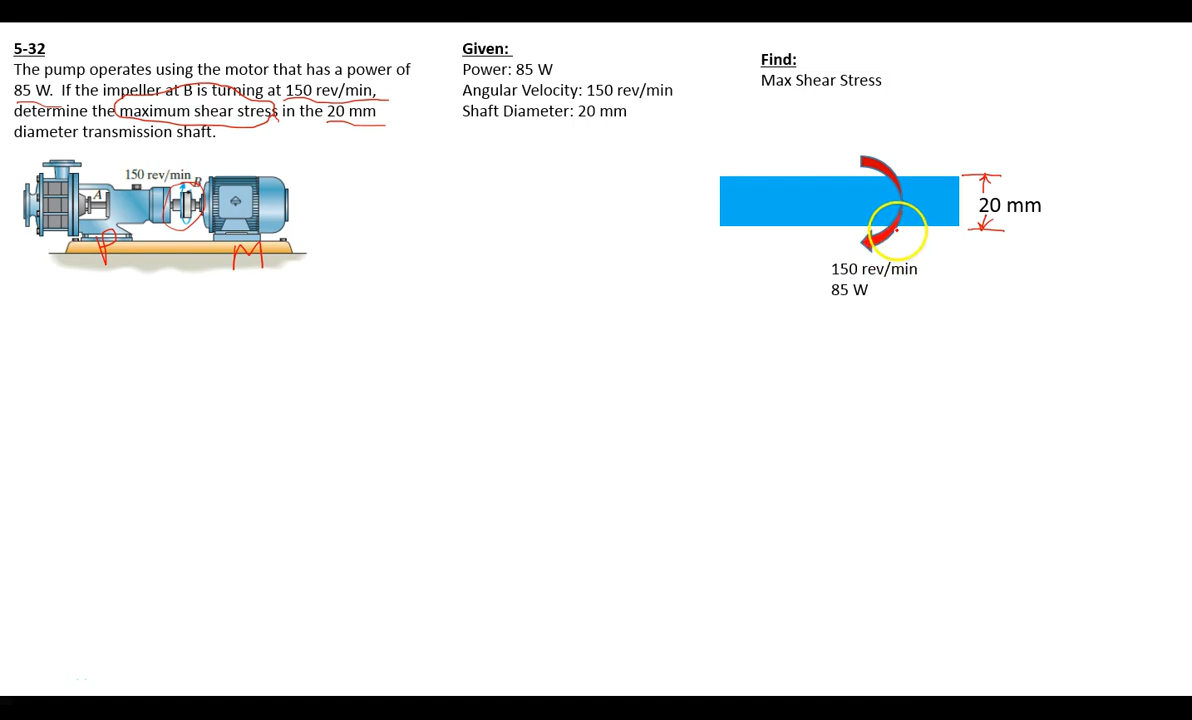 5-32
The pump operates using the motor that has a power of
85 W.  If the impeller at B is turning at 150 rev/min,
determine the maximum shear stress in the 20 mm
diameter transmission shaft.
Given:
Power: 85 W
Angular Velocity: 150 rev/min
Shaft Diameter: 20 mm
Find:
Max Shear Stress
150 rev/min
B
A
P
M
20 mm
150 rev/min
85 W